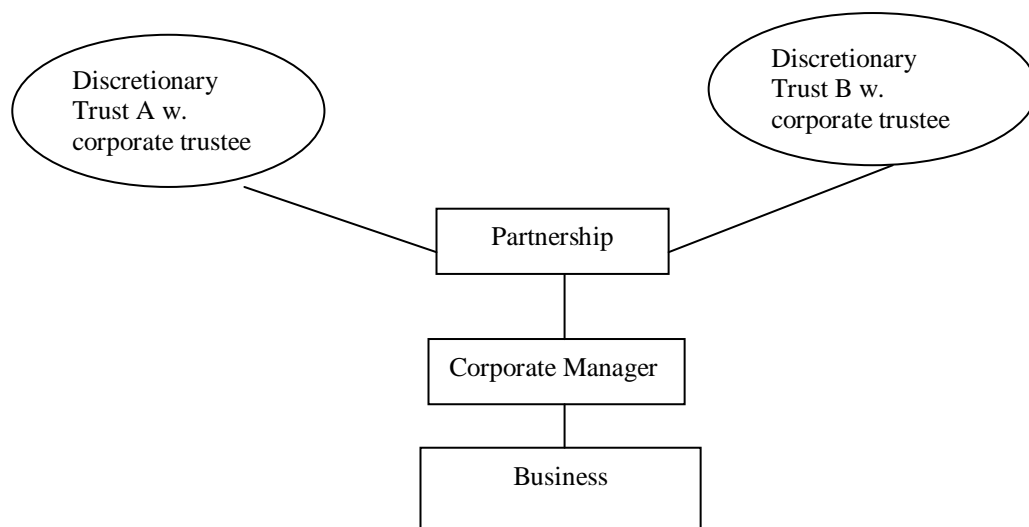 Discretionary
Trust A w.
corporate trustee
Discretionary
Trust B w.
corporate trustee
Partnership
Corporate Manager
Business